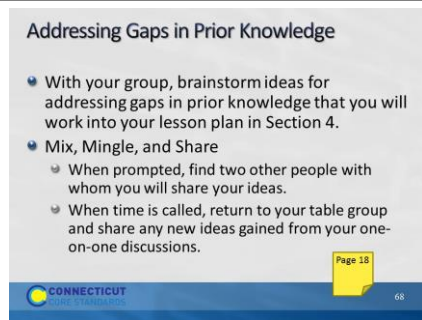 Addressing Gaps in Prior Knowledge
With your group, brainstorm ideas for
addressing gaps in prior knowledge that you will
work into your lesson plan in Section 4.
Mix, Mingle, and Share
When prompted, find two other people with
whom you will share your ideas.
When time is called, return to your table group
and share any new ideas gained from your one-
on-one discussions.
Page 18
CONNECTICUT
CORE STANDARDS
68